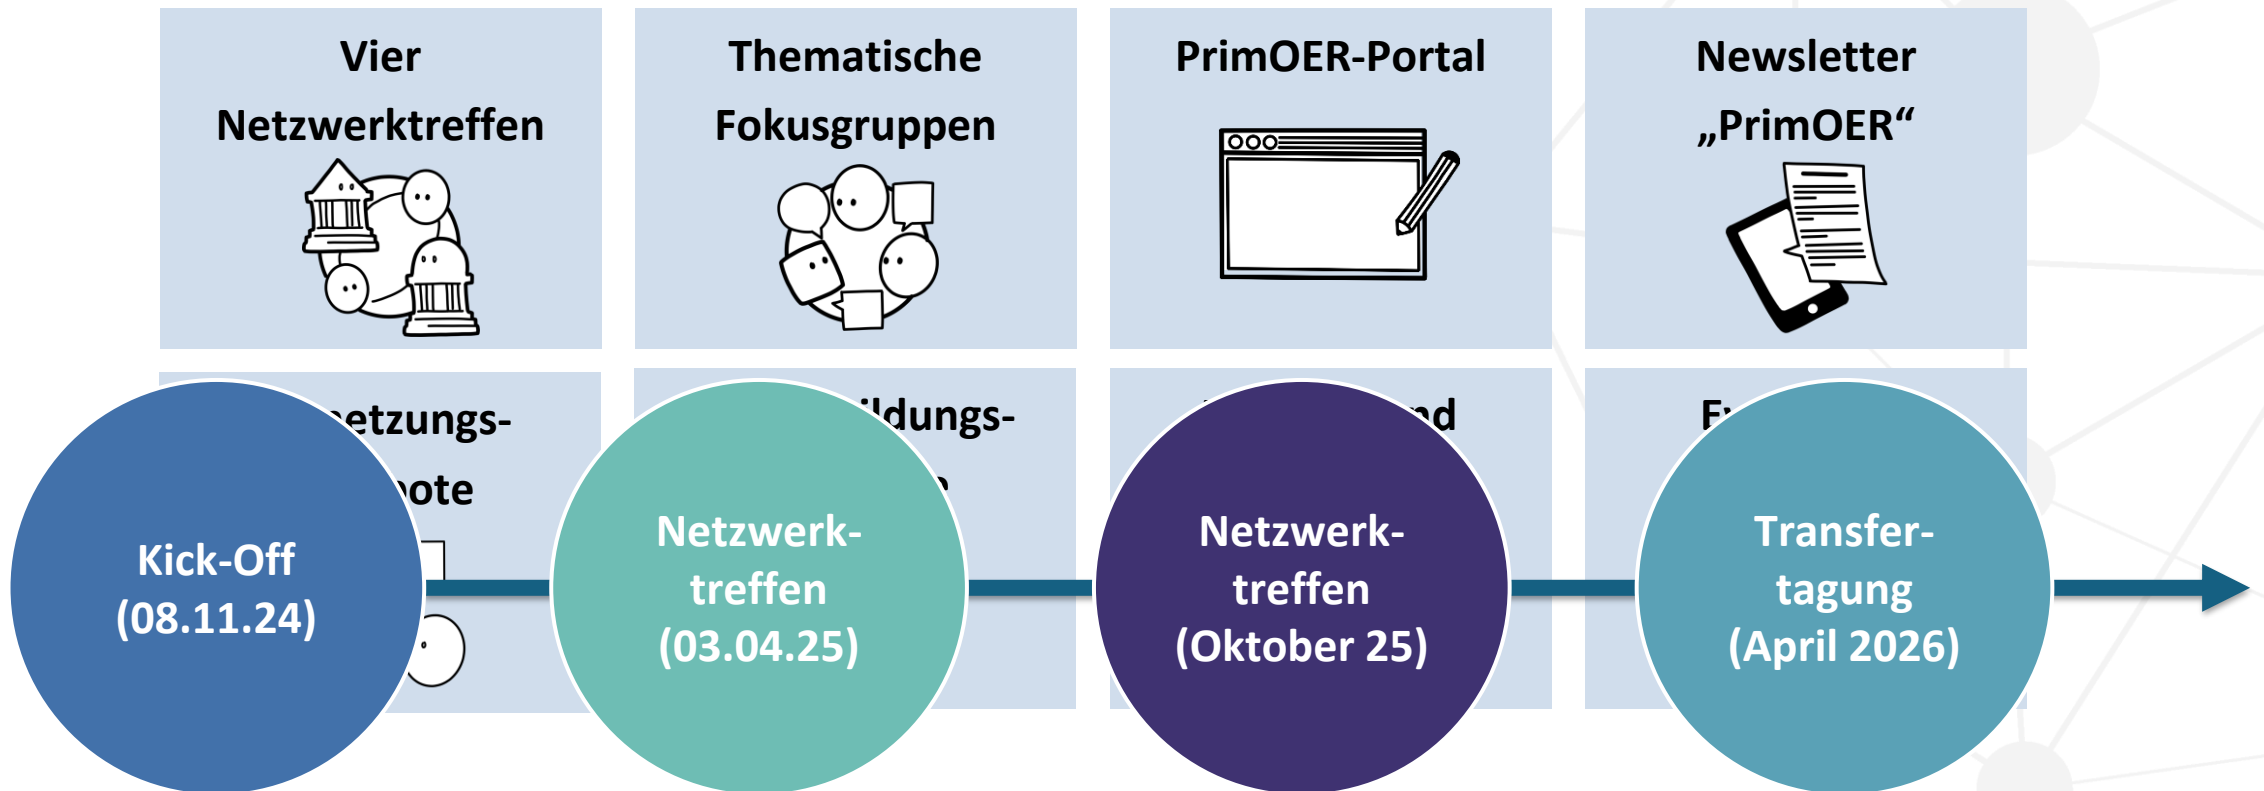 Vier
Netzwerktreffen
Thematische
Fokusgruppen
PrimOER-Portal
Newsletter
„PrimOER“
Kick-Off
(08.11.24)
Netzwerk-
treffen
(03.04.25)
Netzwerk-
treffen
(Oktober 25)
Transfer-
tagung
(April 2026)